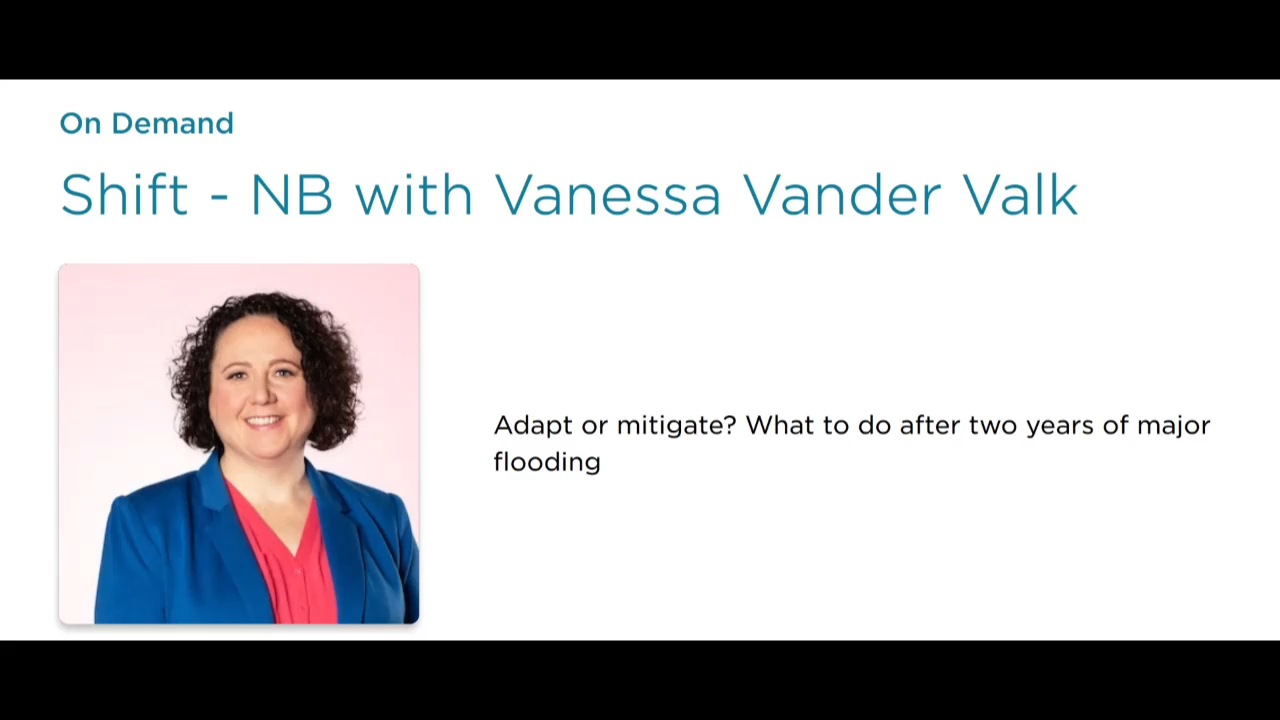 On Demand
Shift - NB with Vanessa Vander Valk
Adapt or mitigate? What to do after two years of major
flooding